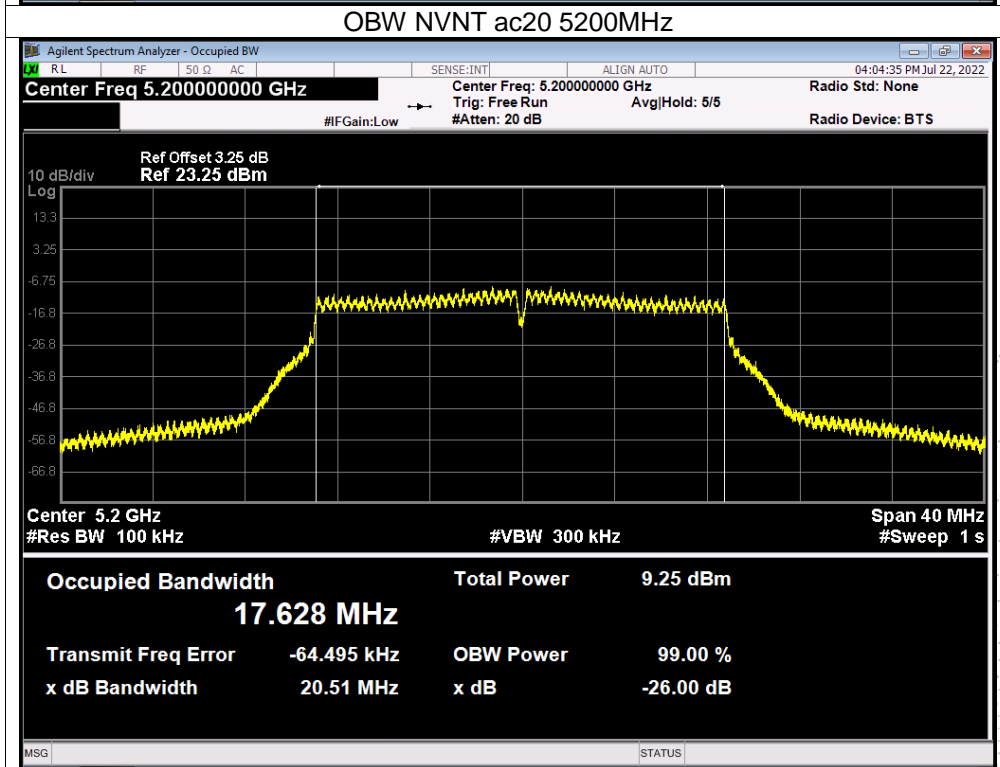 OBW NVNT ac20 5200MHz
Agilent Spectrum Analyzer - Occupied BW
LXI RL RF 50 Ω AC SENSE:INT ALIGN AUTO 04:04:35 PM Jul 22, 2022
Center Freq 5.200000000 GHz Center Freq: 5.200000000 GHz Radio Std: None
Trig: Free Run Avg|Hold: 5/5
#IFGain:Low #Atten: 20 dB Radio Device: BTS
Ref Offset 3.25 dB
10 dB/div Ref 23.25 dBm
Log
13.3
3.25
-6.75
-16.8
-26.8
-36.8
-46.8
-56.8
-66.8
Center 5.2 GHz Span 40 MHz
#Res BW 100 kHz #VBW 300 kHz #Sweep 1 s
Occupied Bandwidth Total Power 9.25 dBm
17.628 MHz
Transmit Freq Error -64.495 kHz OBW Power 99.00 %
x dB Bandwidth 20.51 MHz x dB -26.00 dB
MSG STATUS